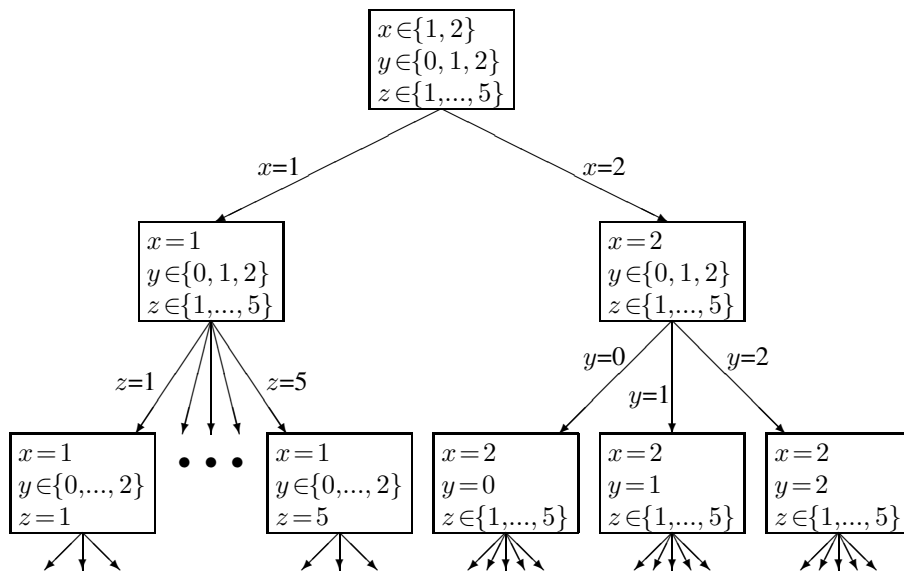 x∈{1, 2}
y∈{0, 1, 2}
z∈{1,..., 5}
x=1
x=2
x=1
y∈{0, 1, 2}
z∈{1,..., 5}
x=2
y∈{0, 1, 2}
z∈{1,..., 5}
z=1
z=5
y=0
y=1
y=2
x=1
y∈{0,..., 2}
z=1
x=1
y∈{0,..., 2}
z=5
x=2
y=0
z∈{1,..., 5}
x=2
y=1
z∈{1,..., 5}
x=2
y=2
z∈{1,..., 5}